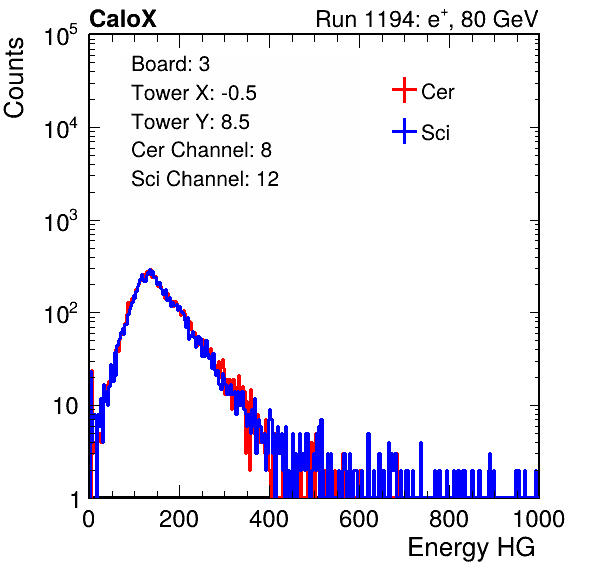 CaloX Run 1194: e⁺, 80 GeV
Counts
Board: 3
Tower X: -0.5
Tower Y: 8.5
Cer Channel: 8
Sci Channel: 12
Cer
Sci
10⁵
10⁴
10³
10²
10
1
0 200 400 600 800 1000
Energy HG